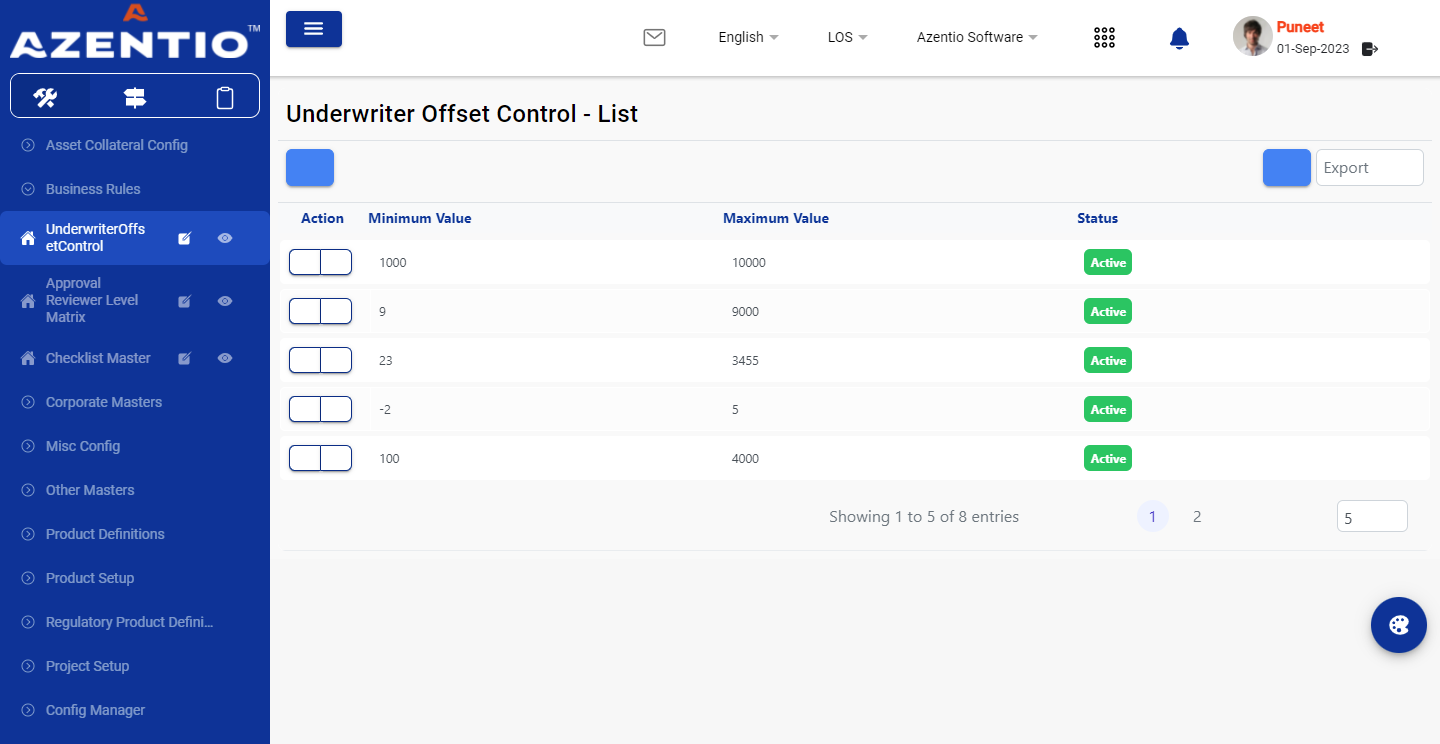 AZENTIO™
English
LOS
Azentio Software
Puneet
01-Sep-2023
Asset Collateral Config
Business Rules
UnderwriterOffs
etControl
Approval
Reviewer Level
Matrix
Checklist Master
Corporate Masters
Misc Config
Other Masters
Product Definitions
Product Setup
Regulatory Product Defini...
Project Setup
Config Manager
Underwriter Offset Control - List
Export
Action Minimum Value Maximum Value Status
1000 10000 Active
9 9000 Active
23 3455 Active
-2 5 Active
100 4000 Active
Showing 1 to 5 of 8 entries 1 2 5